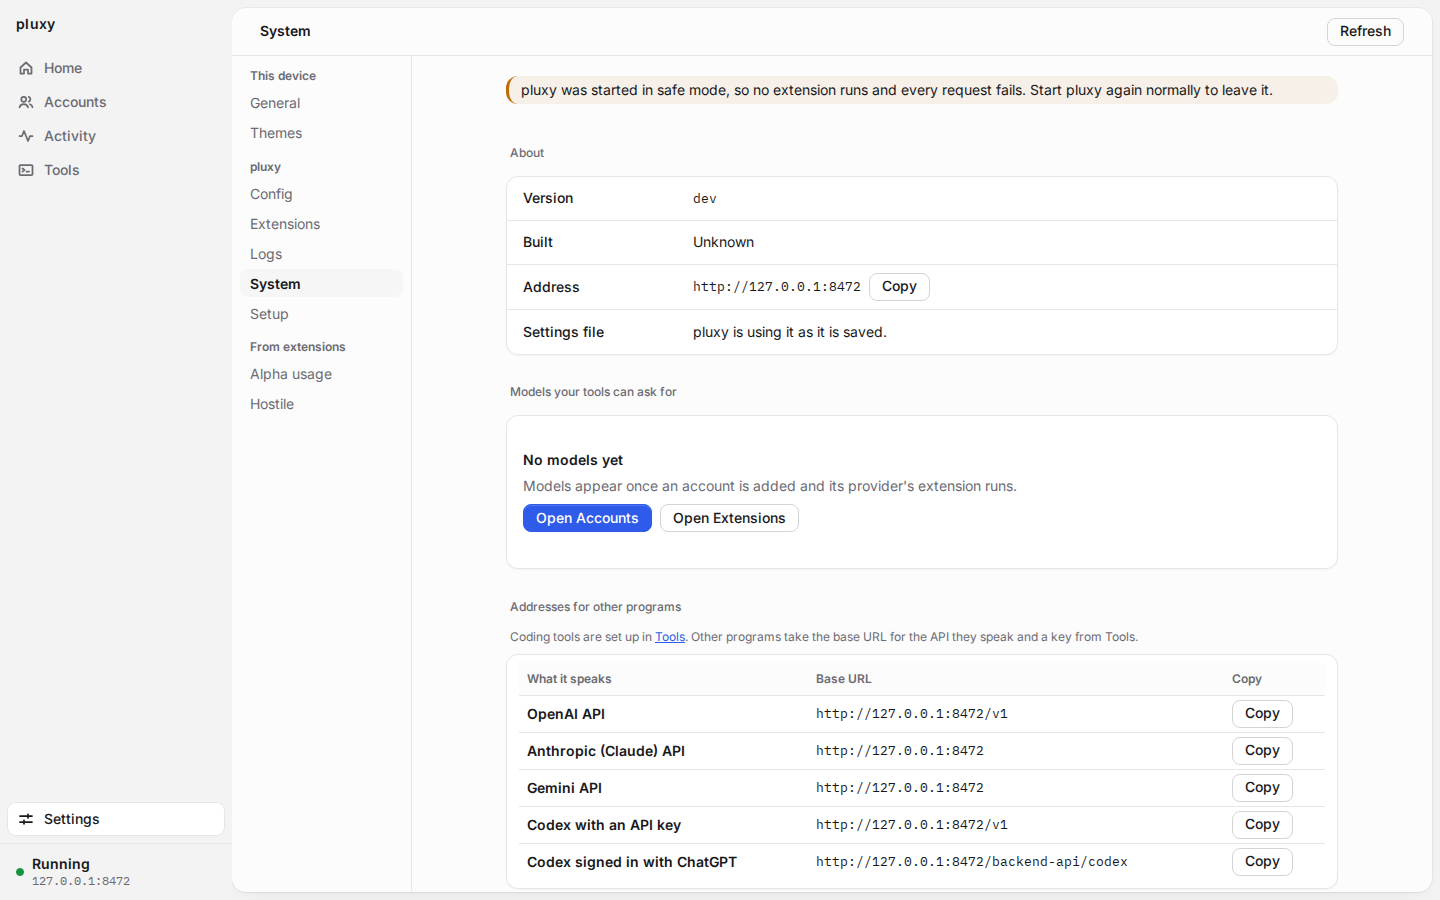 pluxy
Home
Accounts
Activity
Tools
Settings
Running
127.0.0.1:8472
System
Refresh
This device
General
Themes
pluxy
Config
Extensions
Logs
System
Setup
From extensions
Alpha usage
Hostile
pluxy was started in safe mode, so no extension runs and every request fails. Start pluxy again normally to leave it.
About
Version dev
Built Unknown
Address http://127.0.0.1:8472 Copy
Settings file pluxy is using it as it is saved.
Models your tools can ask for
No models yet
Models appear once an account is added and its provider's extension runs.
Open Accounts Open Extensions
Addresses for other programs
Coding tools are set up in Tools. Other programs take the base URL for the API they speak and a key from Tools.
What it speaks Base URL Copy
OpenAI API http://127.0.0.1:8472/v1 Copy
Anthropic (Claude) API http://127.0.0.1:8472 Copy
Gemini API http://127.0.0.1:8472 Copy
Codex with an API key http://127.0.0.1:8472/v1 Copy
Codex signed in with ChatGPT http://127.0.0.1:8472/backend-api/codex Copy